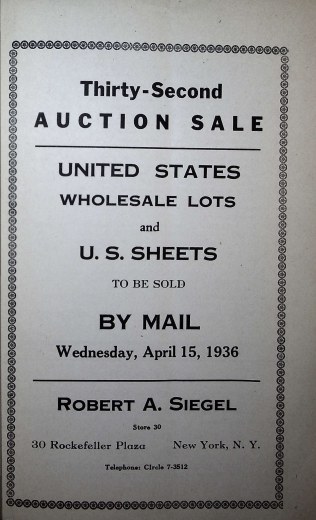 Thirty-Second
AUCTION SALE
UNITED STATES
WHOLESALE LOTS
and
U. S. SHEETS
TO BE SOLD
BY MAIL
Wednesday, April 15, 1936
ROBERT A. SIEGEL
Store 30
30 Rockefeller Plaza New York, N. Y.
Telephone: Circle 7-3512